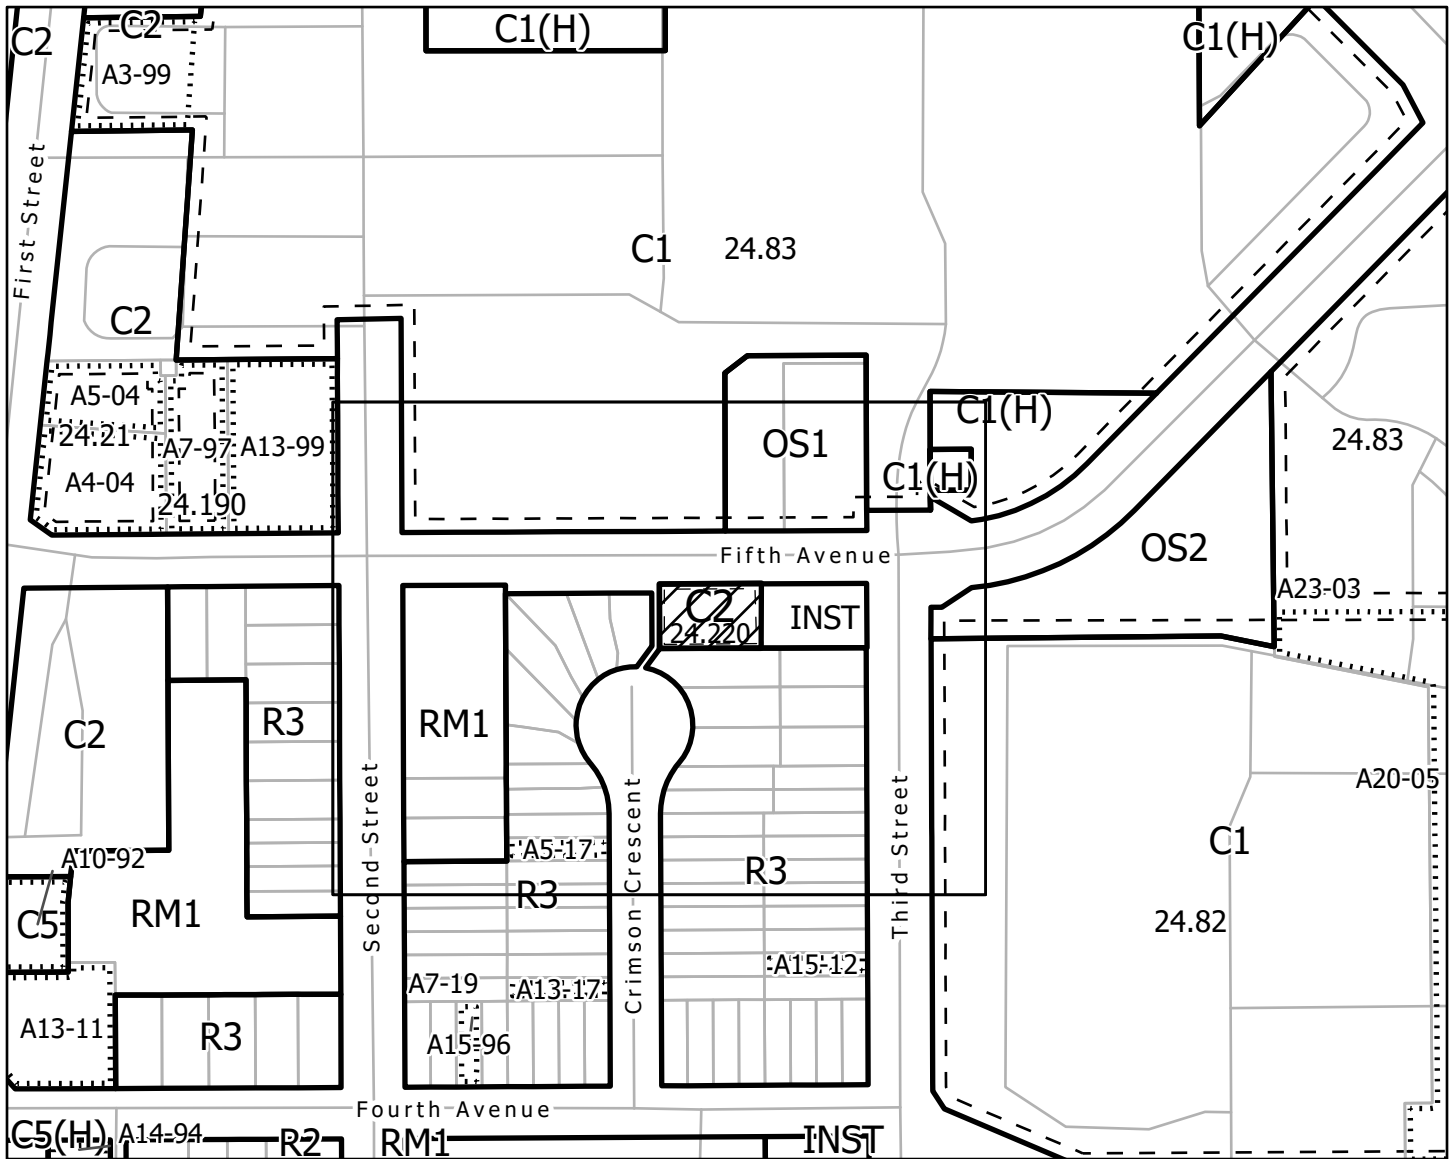 C1(H)
C1(H)
C2
C2
A3-99
First Street
C1
24.83
C2
A5-04
24.21
A7-97
A13-99
A4-04
24.190
OS1
C1(H)
C1(H)
24.83
Fifth Avenue
OS2
A23-03
C2
24.220
INST
C2
R3
RM1
Second Street
Crimson Crescent
Third Street
A20-05
C1
A5-17
A10-92
R3
R3
C5
RM1
24.82
A15-12
A7-19
A13-17
A13-11
R3
A15-96
Fourth Avenue
C5(H)
A14-94
R2
RM1
INST